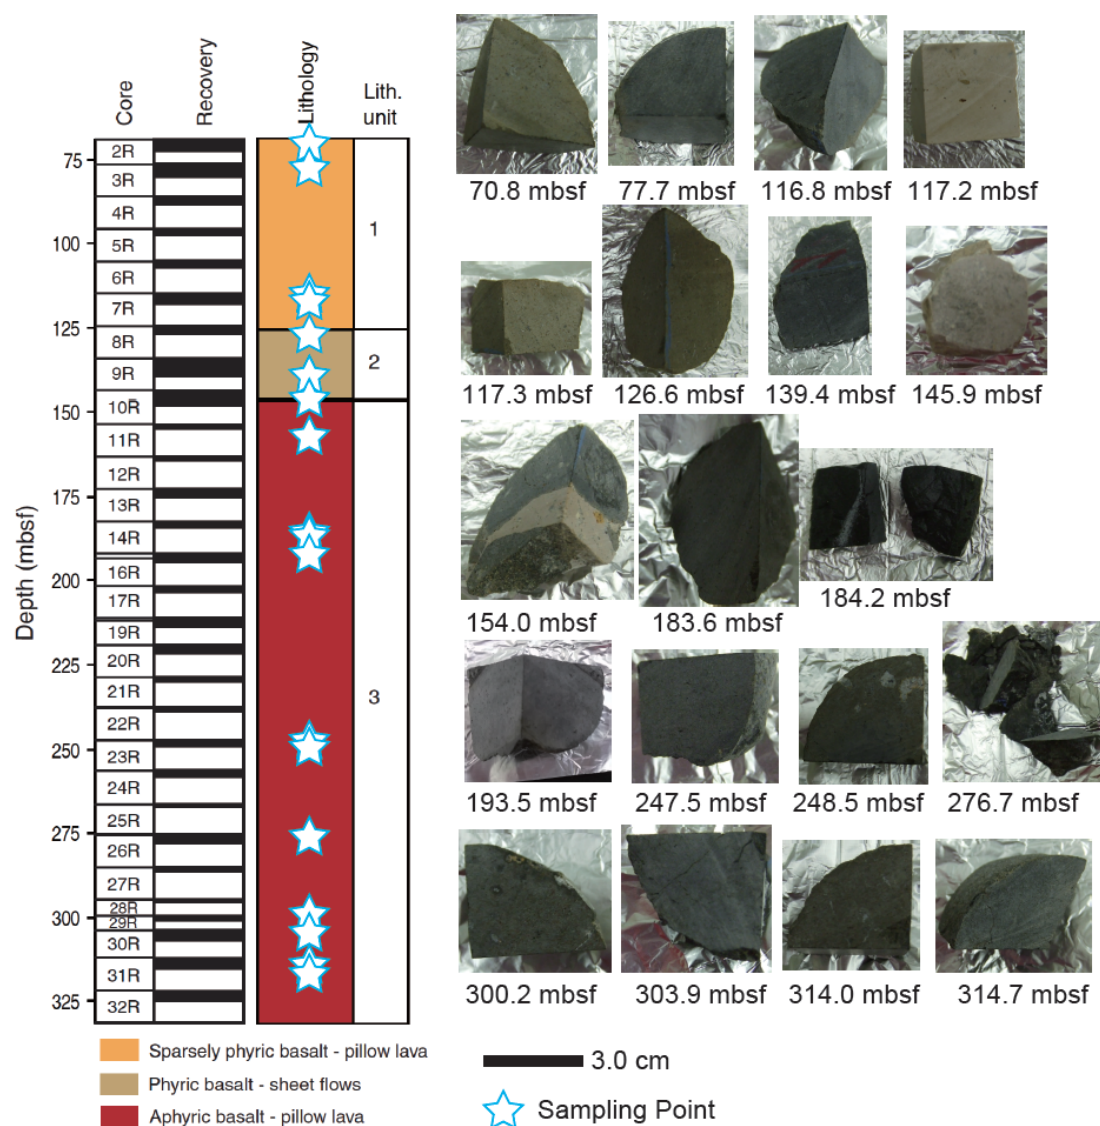 Core
Recovery
Lithology
Lith.
unit
Depth (mbsf)
75
100
125
150
175
200
225
250
275
300
325
2R
3R
4R
5R
6R
7R
8R
9R
10R
11R
12R
13R
14R
16R
17R
19R
20R
21R
22R
23R
24R
25R
26R
27R
28R
29R
30R
31R
32R
1
2
3
70.8 mbsf 77.7 mbsf 116.8 mbsf 117.2 mbsf
117.3 mbsf 126.6 mbsf 139.4 mbsf 145.9 mbsf
154.0 mbsf 183.6 mbsf 184.2 mbsf
193.5 mbsf 247.5 mbsf 248.5 mbsf 276.7 mbsf
300.2 mbsf 303.9 mbsf 314.0 mbsf 314.7 mbsf
Sparsely phyric basalt - pillow lava
Phyric basalt - sheet flows
Aphyric basalt - pillow lava
3.0 cm
Sampling Point